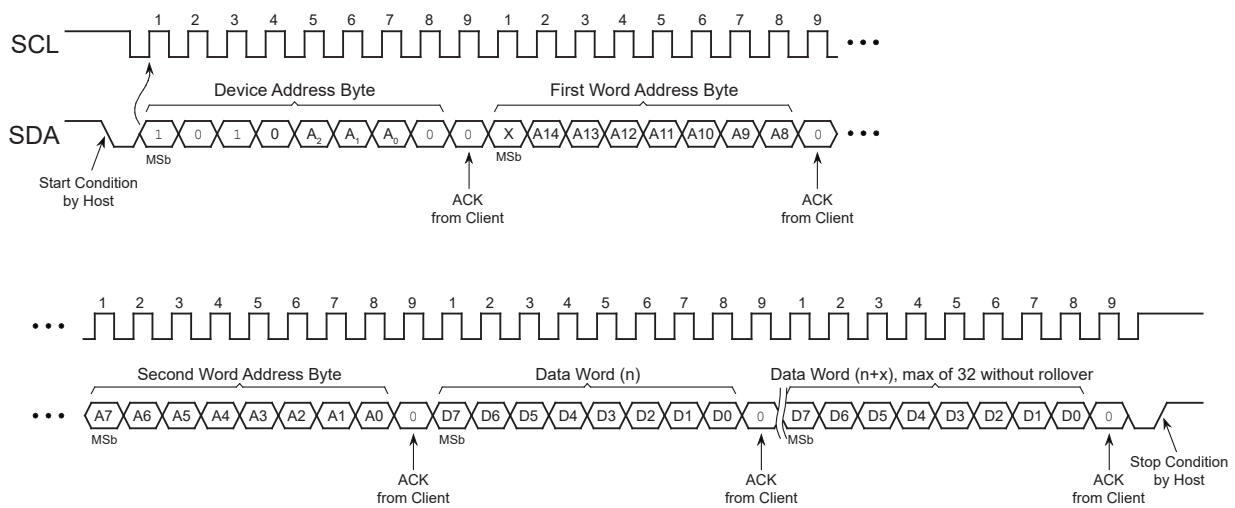 1 2 3 4 5 6 7 8 9 1 2 3 4 5 6 7 8 9
SCL
Device Address Byte First Word Address Byte
SDA 1 0 1 0 A2 A1 A0 0 0 X A14 A13 A12 A11 A10 A9 A8 0
MSb MSb
Start Condition
by Host
ACK
from Client
ACK
from Client
1 2 3 4 5 6 7 8 9 1 2 3 4 5 6 7 8 9 1 2 3 4 5 6 7 8 9
Second Word Address Byte Data Word (n) Data Word (n+x), max of 32 without rollover
A7 A6 A5 A4 A3 A2 A1 A0 0 D7 D6 D5 D4 D3 D2 D1 D0 0 D7 D6 D5 D4 D3 D2 D1 D0 0
MSb MSb MSb
ACK
from Client
ACK
from Client
ACK
from Client
Stop Condition
by Host